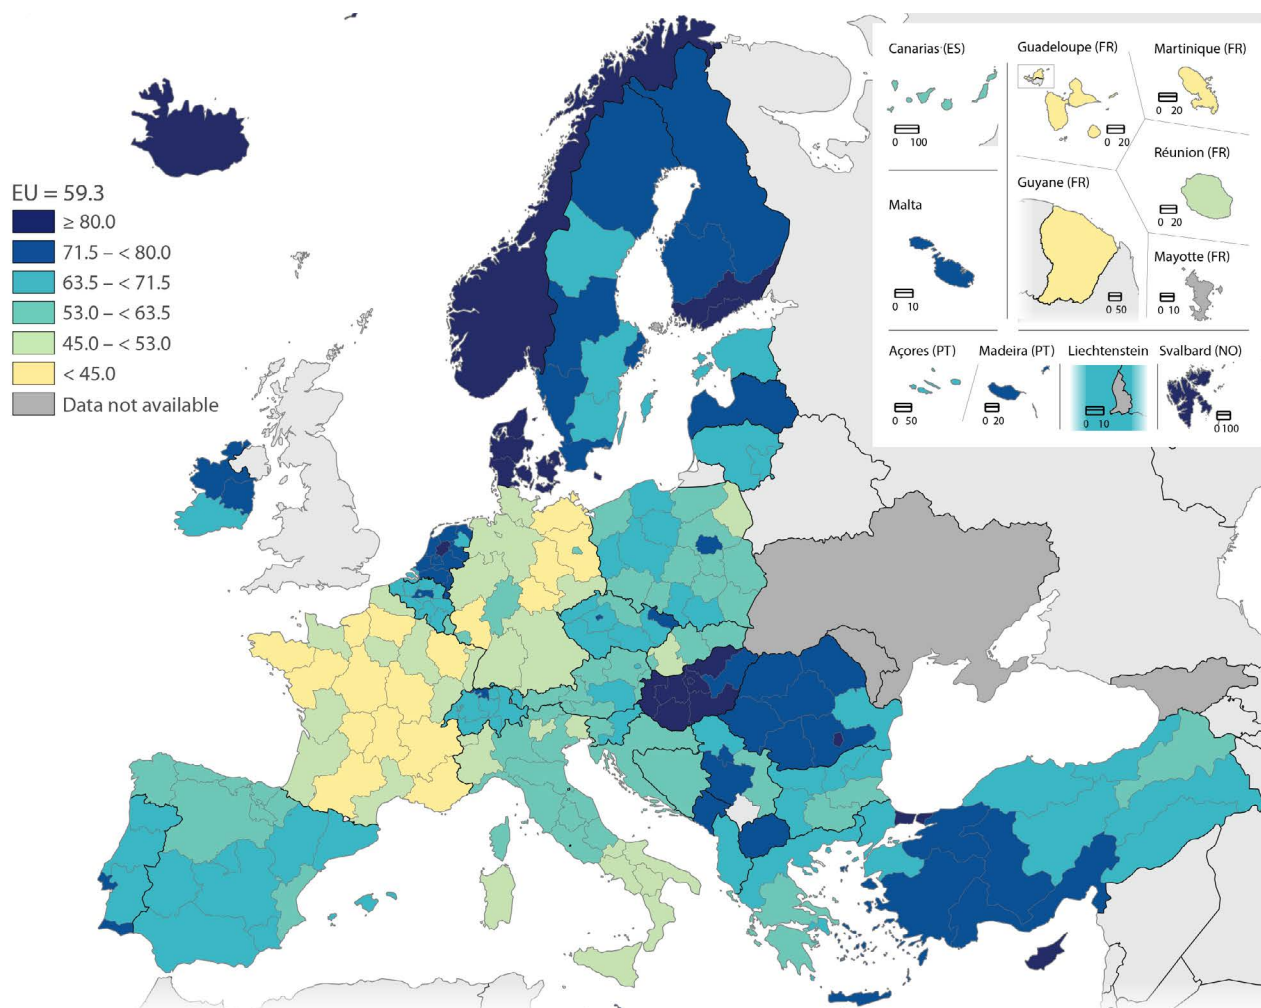 EU = 59.3
≥ 80.0
71.5 – < 80.0
63.5 – < 71.5
53.0 – < 63.5
45.0 – < 53.0
< 45.0
Data not available
Canarias (ES)
0 100
Guadeloupe (FR)
0 20
Martinique (FR)
0 20
Malta
0 10
Guyane (FR)
0 50
Réunion (FR)
0 20
Mayotte (FR)
0 10
Açores (PT)
0 50
Madeira (PT)
0 20
Liechtenstein
0 10
Svalbard (NO)
0 100